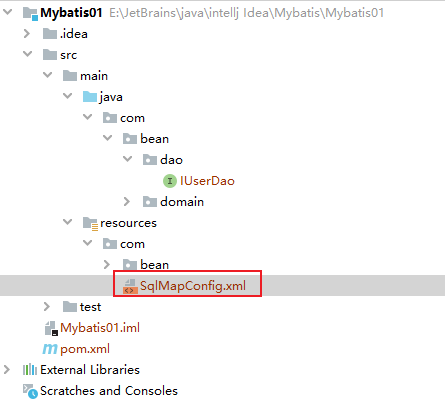 Mybatis01 E:\JetBrains\java\intellj Idea\Mybatis\Mybatis01
.idea
src
main
java
com
bean
dao
IUserDao
domain
resources
com
bean
SqlMapConfig.xml
test
Mybatis01.iml
pom.xml
External Libraries
Scratches and Consoles